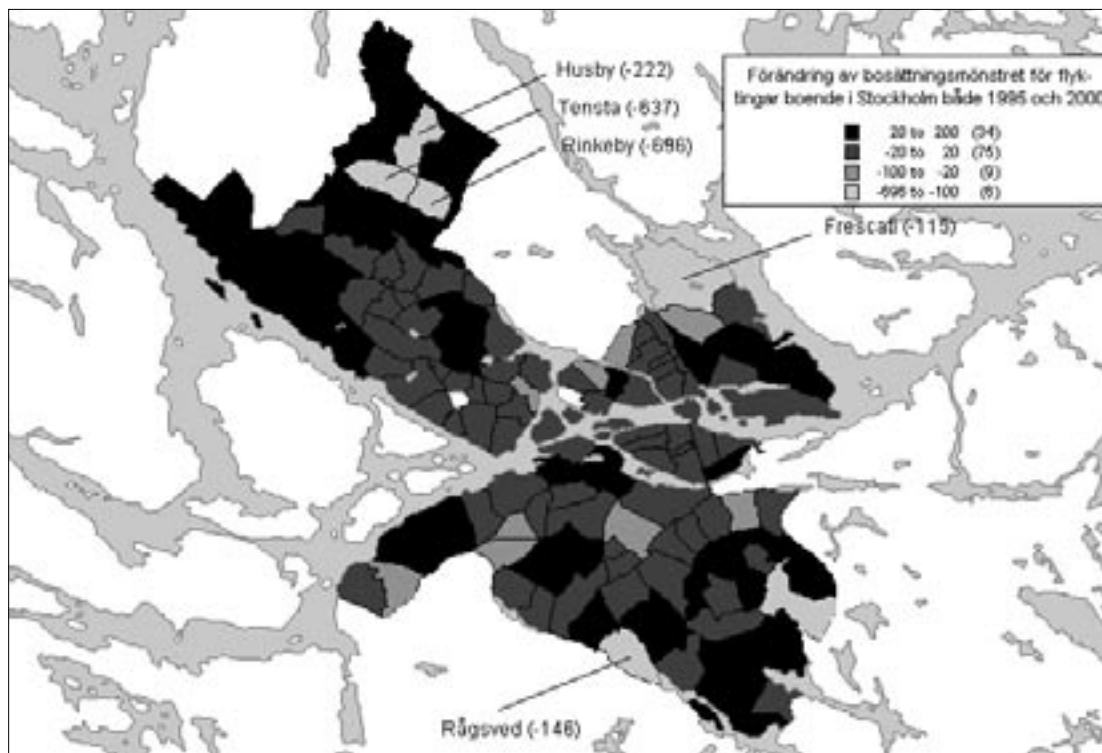 Husby (-222)
Tensta (-637)
Rinkeby (-696)
Förändring av bosättningsmönstret för flyk-
tingar boende i Stockholm både 1995 och 2000
20 to 200 (34)
-20 to 20 (75)
-100 to -20 (9)
-696 to -100 (6)
Frescati (-115)
Rågsved (-146)